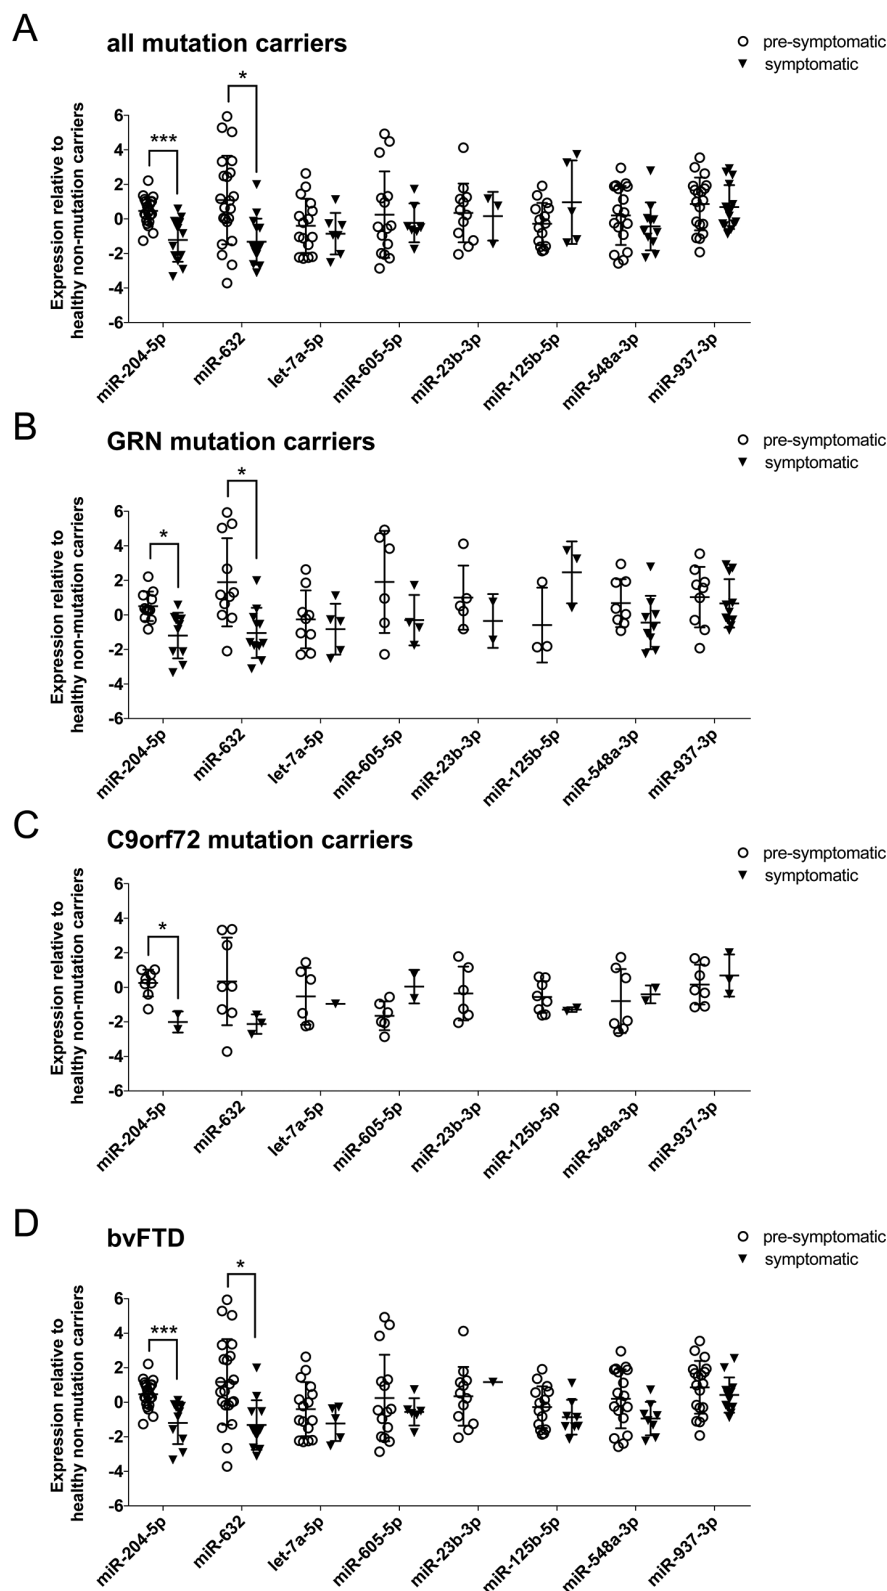 A
all mutation carriers
pre-symptomatic
symptomatic
Expression relative to
healthy non-mutation carriers
6
4
2
0
-2
-4
-6
***
*
miR-204-5p
miR-632
let-7a-5p
miR-605-5p
miR-23b-3p
miR-125b-5p
miR-548a-3p
miR-937-3p
B
GRN mutation carriers
pre-symptomatic
symptomatic
Expression relative to
healthy non-mutation carriers
6
4
2
0
-2
-4
-6
*
*
miR-204-5p
miR-632
let-7a-5p
miR-605-5p
miR-23b-3p
miR-125b-5p
miR-548a-3p
miR-937-3p
C
C9orf72 mutation carriers
pre-symptomatic
symptomatic
Expression relative to
healthy non-mutation carriers
6
4
2
0
-2
-4
-6
*
miR-204-5p
miR-632
let-7a-5p
miR-605-5p
miR-23b-3p
miR-125b-5p
miR-548a-3p
miR-937-3p
D
bvFTD
pre-symptomatic
symptomatic
Expression relative to
healthy non-mutation carriers
6
4
2
0
-2
-4
-6
***
*
miR-204-5p
miR-632
let-7a-5p
miR-605-5p
miR-23b-3p
miR-125b-5p
miR-548a-3p
miR-937-3p